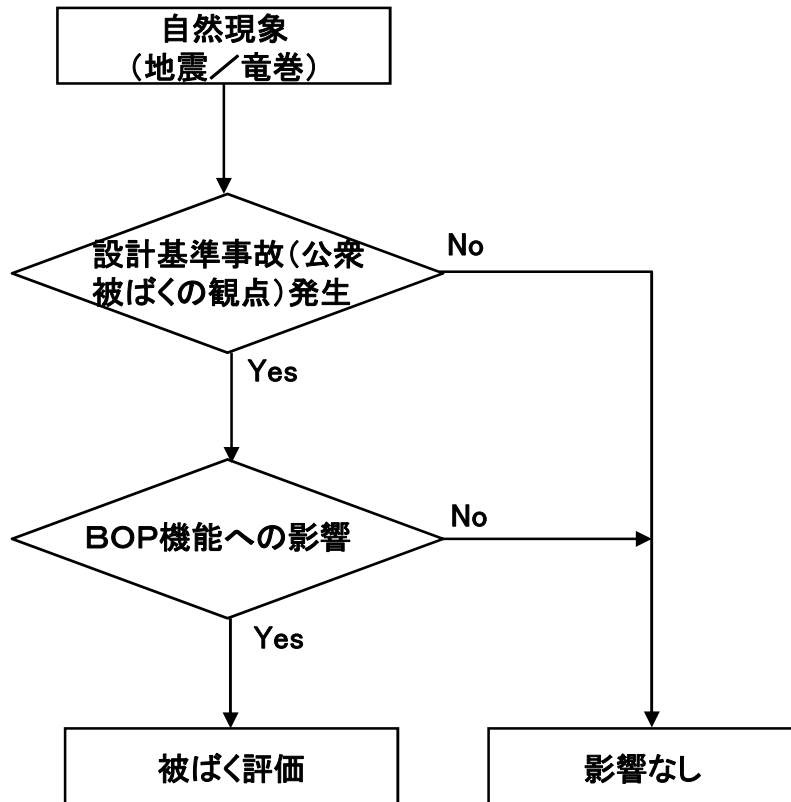 自然現象
（地震／竜巻）
設計基準事故（公衆
被ばくの観点）発生
No
Yes
ＢＯＰ機能への影響
No
Yes
被ばく評価
影響なし